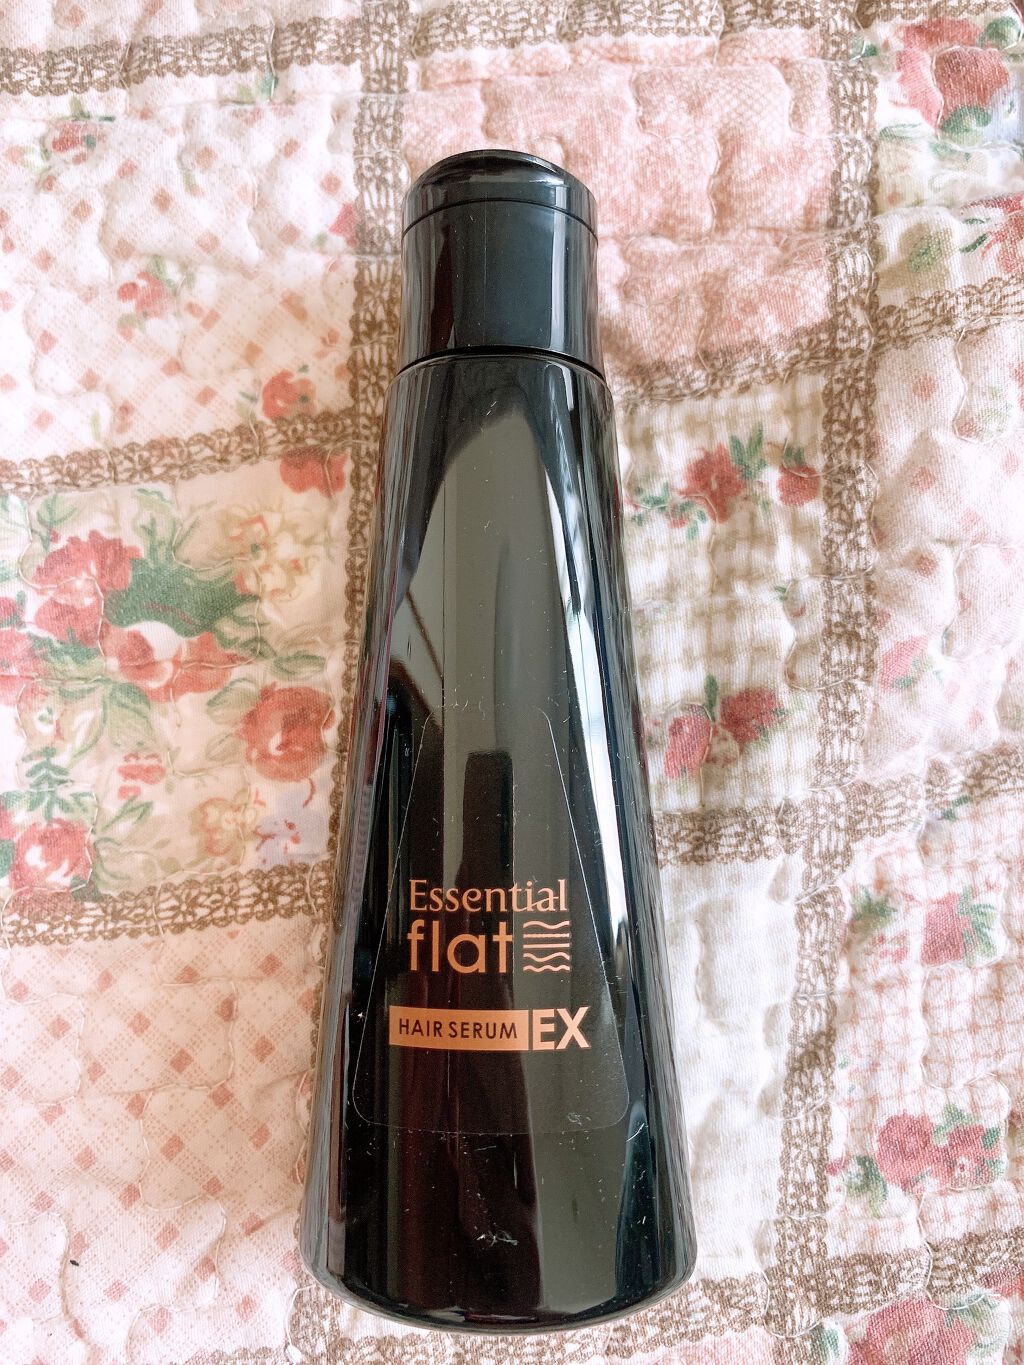 Essential
flat
HAIR SERUM EX